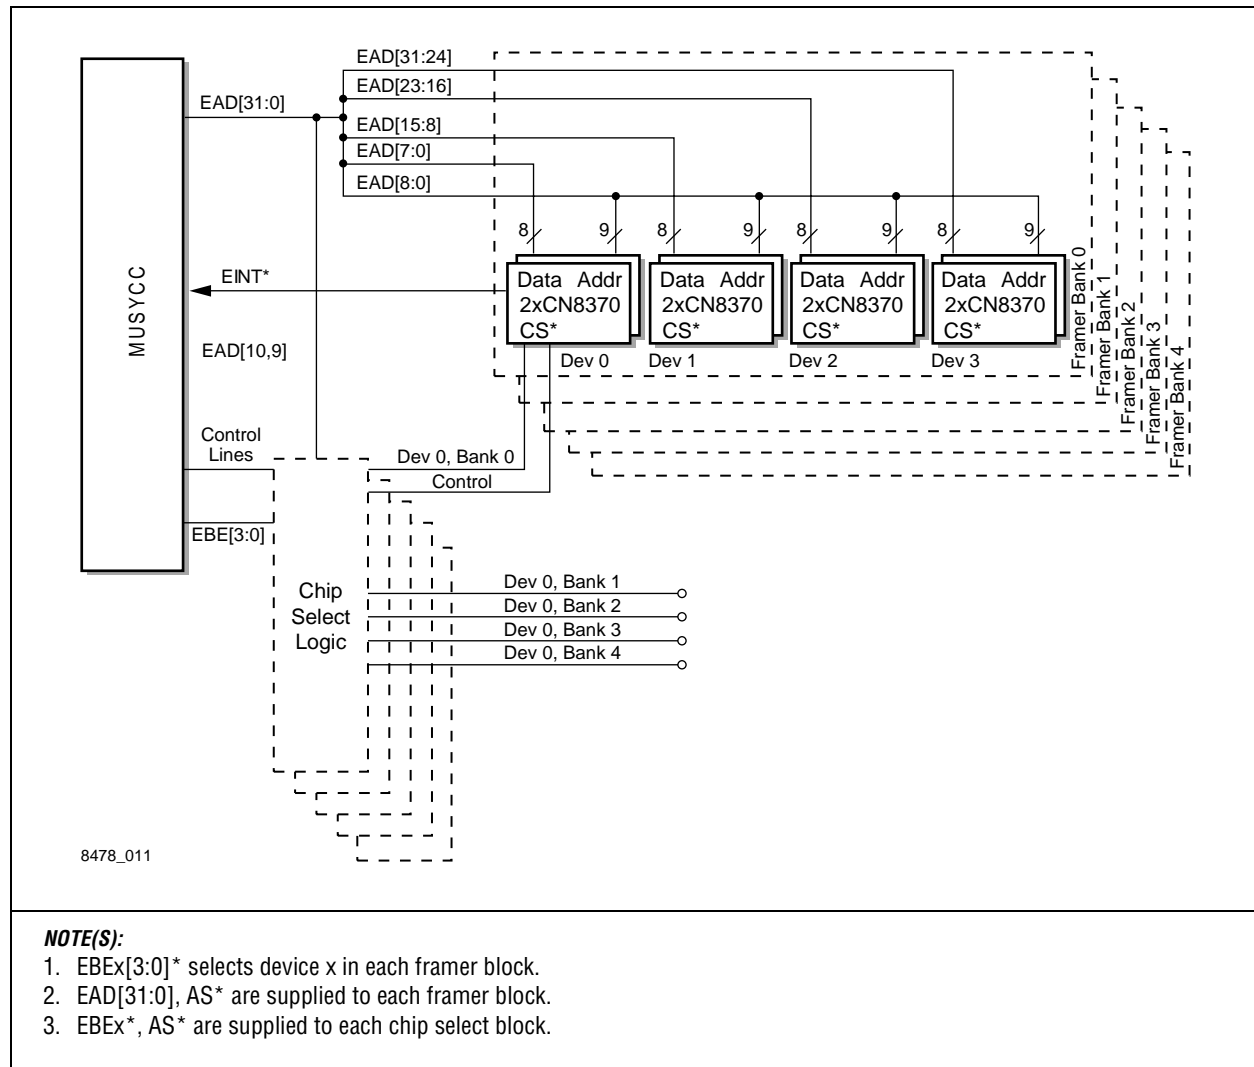 EAD[31:24]
EAD[23:16]
EAD[31:0]
EAD[15:8]
EAD[7:0]
EAD[8:0]
8 9 8 9 8 9 8 9
MUSYCC
EINT*
EAD[10,9]
Data Addr
2xCN8370
CS*
Dev 0
Data Addr
2xCN8370
CS*
Dev 1
Data Addr
2xCN8370
CS*
Dev 2
Data Addr
2xCN8370
CS*
Dev 3
Framer Bank 0
Framer Bank 1
Framer Bank 2
Framer Bank 3
Framer Bank 4
Control
Lines
EBE[3:0]
Dev 0, Bank 0
Control
Chip
Select
Logic
Dev 0, Bank 1
Dev 0, Bank 2
Dev 0, Bank 3
Dev 0, Bank 4
8478_011
NOTE(S):
1. EBEx[3:0]* selects device x in each framer block.
2. EAD[31:0], AS* are supplied to each framer block.
3. EBEx*, AS* are supplied to each chip select block.